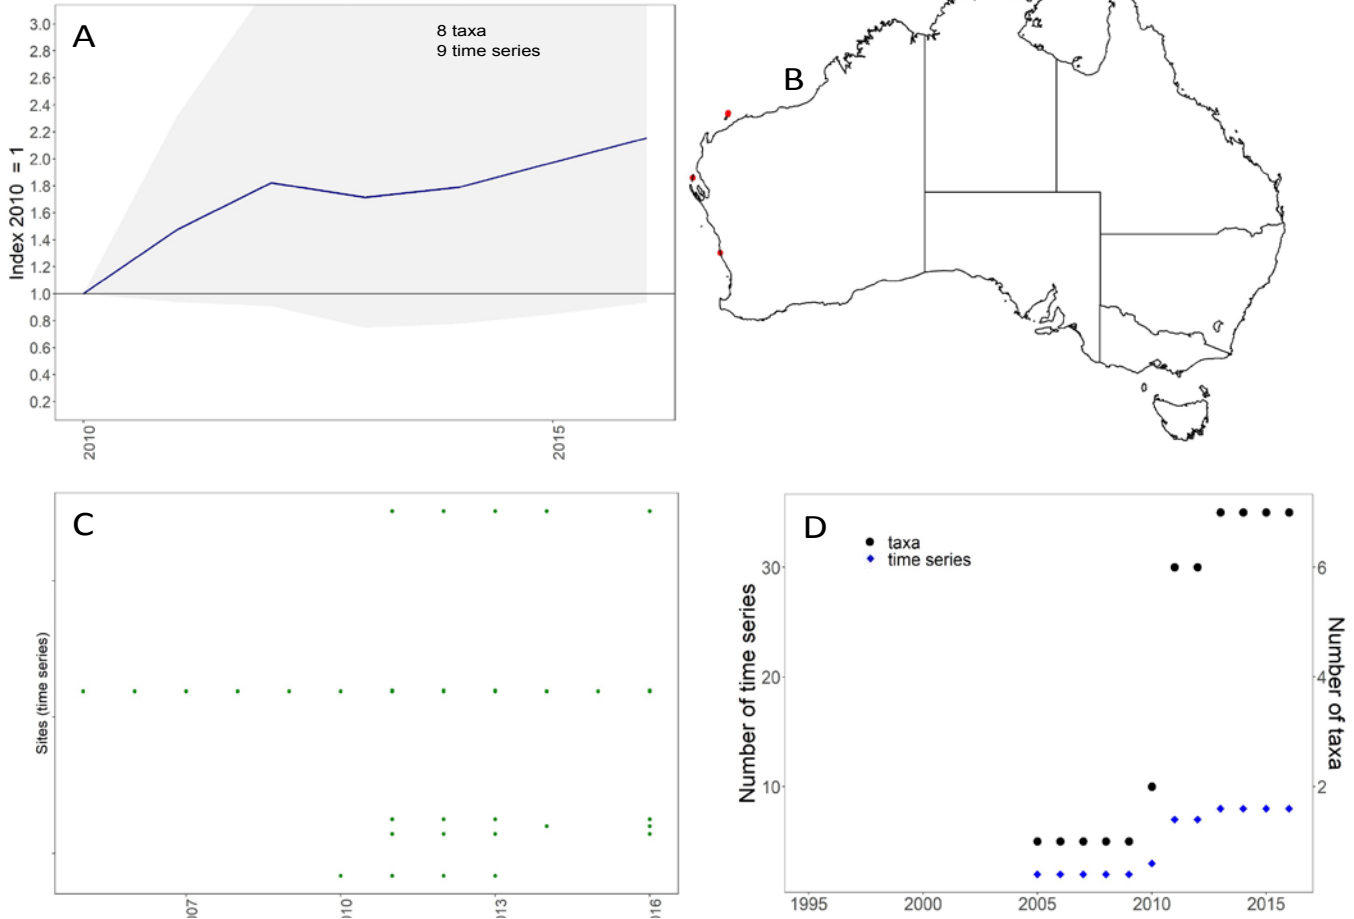 A
8 taxa
9 time series
3.0
2.8
2.6
2.4
2.2
2.0
1.8
1.6
1.4
1.2
1.0
0.8
0.6
0.4
0.2
Index 2010 = 1
2010
2015
B
C
Sites (time series)
D
taxa
time series
30
20
10
Number of time series
6
4
2
Number of taxa
1995
2000
2005
2010
2015